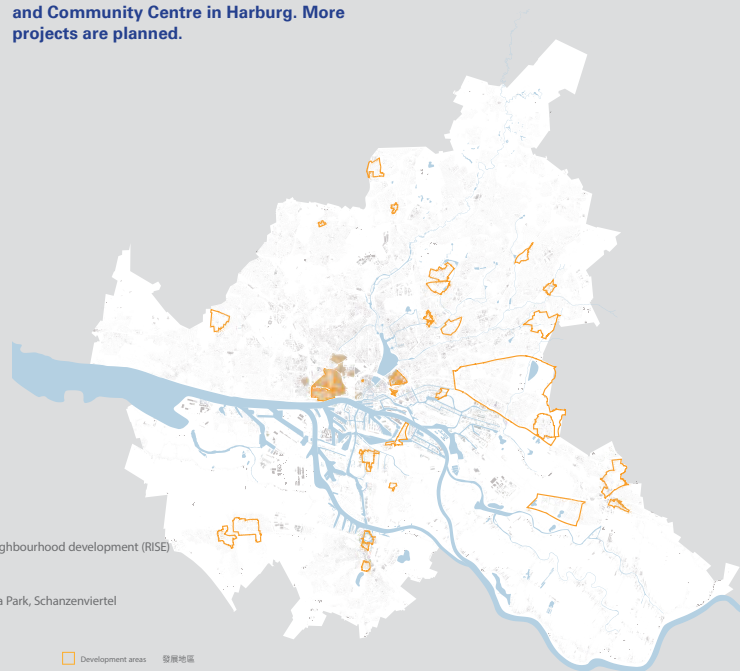 and Community Centre in Harburg. More
projects are planned.
ghbourhood development (RISE)
a Park, Schanzenviertel
Development areas 發展地區